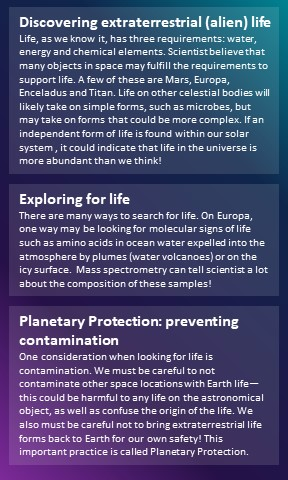 Discovering extraterrestrial (alien) life
Life, as we know it, has three requirements: water,
energy and chemical elements. Scientist believe that
many objects in space may fulfill the requirements to
support life. A few of these are Mars, Europa,
Enceladus and Titan. Life on other celestial bodies will
likely take on simple forms, such as microbes, but
may take on forms that could be more complex. If an
independent form of life is found within our solar
system , it could indicate that life in the universe is
more abundant than we think!
Exploring for life
There are many ways to search for life. On Europa,
one way may be looking for molecular signs of life
such as amino acids in ocean water expelled into the
atmosphere by plumes (water volcanoes) or on the
icy surface.  Mass spectrometry can tell scientist a lot
about the composition of these samples!
Planetary Protection: preventing
contamination
One consideration when looking for life is
contamination. We must be careful to not
contaminate other space locations with Earth life—
this could be harmful to any life on the astronomical
object, as well as confuse the origin of the life. We
also must be careful not to bring extraterrestrial life
forms back to Earth for our own safety! This
important practice is called Planetary Protection.